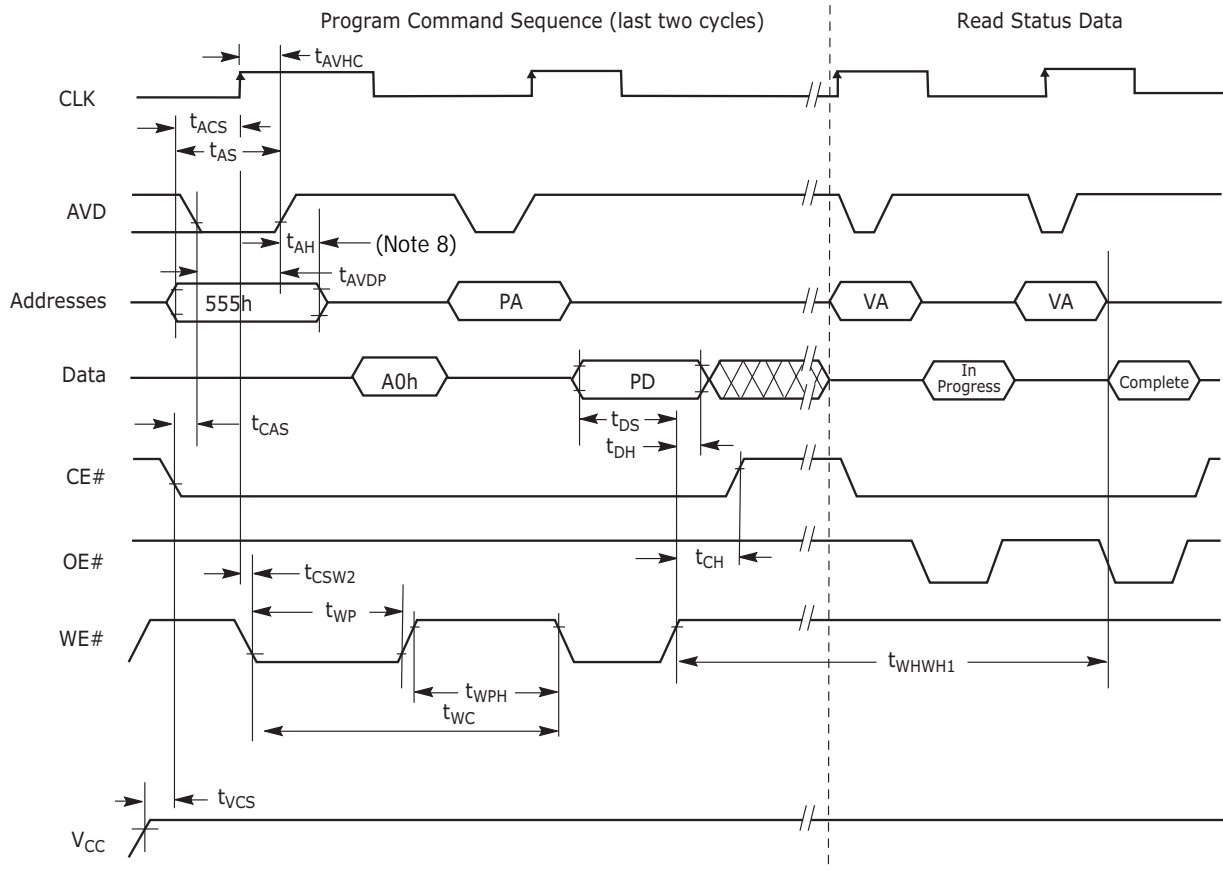 Program Command Sequence (last two cycles)
Read Status Data
tAVHC
CLK
tACS
tAS
AVD
tAH
(Note 8)
tAVDP
Addresses
555h
PA
VA
VA
Data
A0h
PD
In
Progress
Complete
tDS
tCAS
tDH
CE#
OE#
tCH
tCSW2
tWP
WE#
tWHWH1
tWPH
tWC
tVCS
VCC